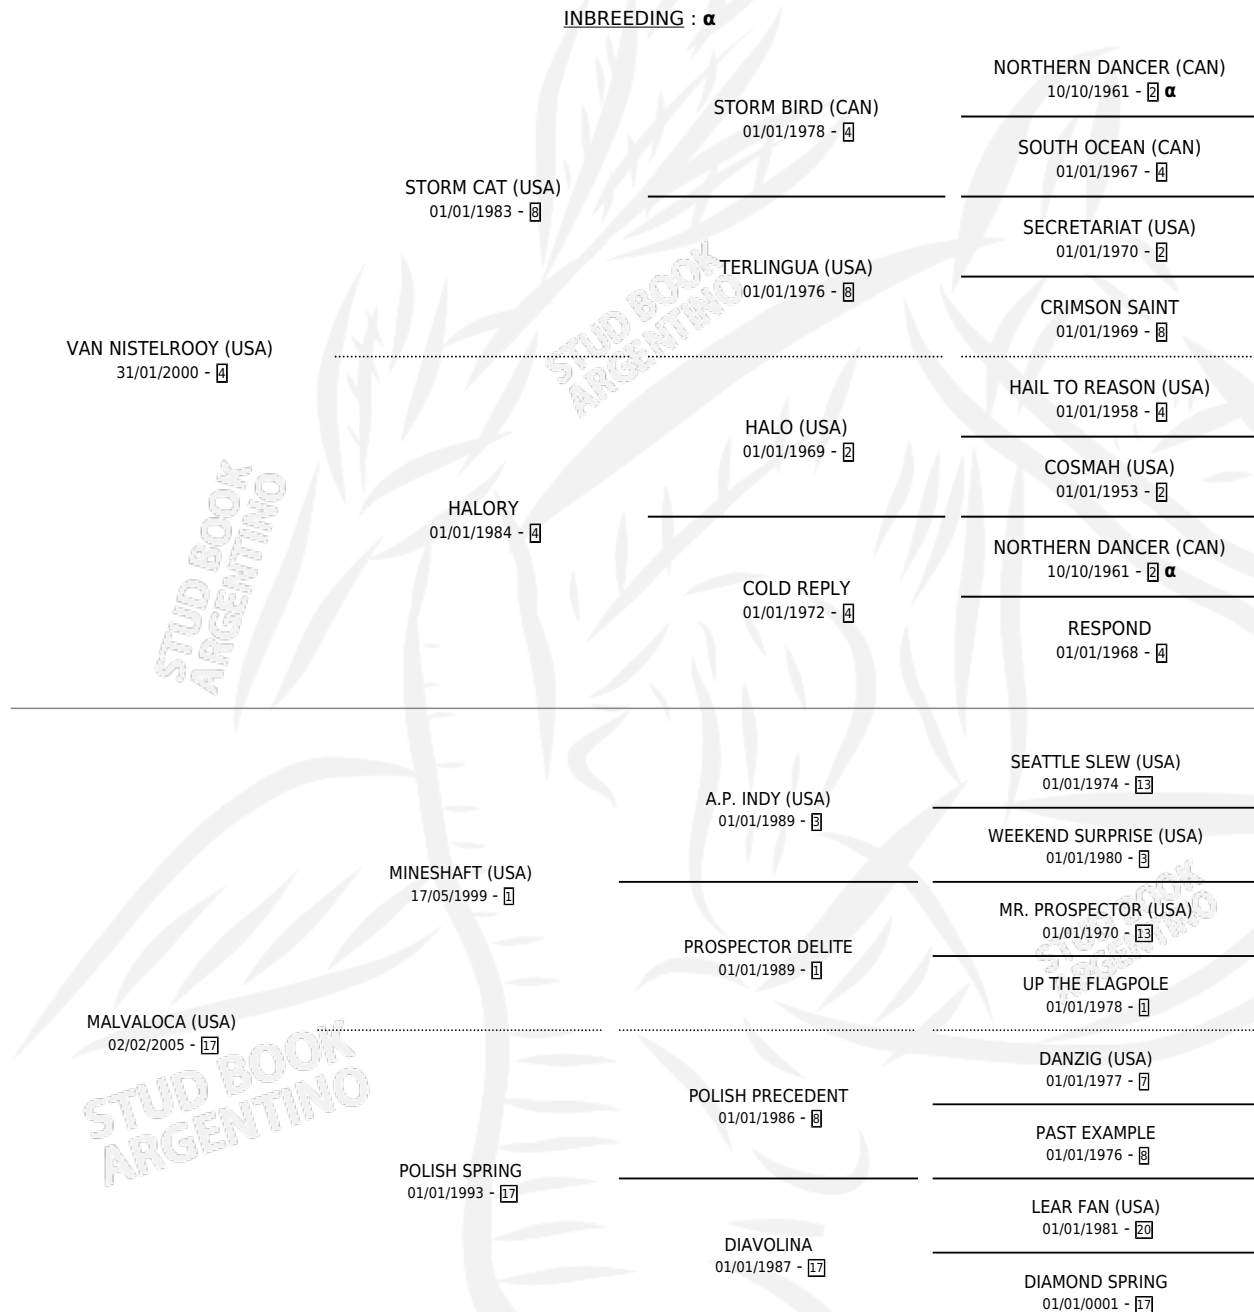 INBREEDING : α
NORTHERN DANCER (CAN)
10/10/1961 - 2 α
STORM BIRD (CAN)
01/01/1978 - 4
SOUTH OCEAN (CAN)
01/01/1967 - 4
STORM CAT (USA)
01/01/1983 - 8
SECRETARIAT (USA)
01/01/1970 - 2
TERLINGUA (USA)
01/01/1976 - 8
CRIMSON SAINT
01/01/1969 - 8
VAN NISTELROOY (USA)
31/01/2000 - 4
HAIL TO REASON (USA)
01/01/1958 - 4
HALO (USA)
01/01/1969 - 2
COSMAH (USA)
01/01/1953 - 2
HALORY
01/01/1984 - 4
NORTHERN DANCER (CAN)
10/10/1961 - 2 α
COLD REPLY
01/01/1972 - 4
RESPOND
01/01/1968 - 4
SEATTLE SLEW (USA)
01/01/1974 - 13
A.P. INDY (USA)
01/01/1989 - 3
WEEKEND SURPRISE (USA)
01/01/1980 - 3
MINESHAFT (USA)
17/05/1999 - 1
MR. PROSPECTOR (USA)
01/01/1970 - 13
PROSPECTOR DELITE
01/01/1989 - 1
UP THE FLAGPOLE
01/01/1978 - 1
MALVALOCA (USA)
02/02/2005 - 17
DANZIG (USA)
01/01/1977 - 7
POLISH PRECEDENT
01/01/1986 - 8
PAST EXAMPLE
01/01/1976 - 8
POLISH SPRING
01/01/1993 - 17
LEAR FAN (USA)
01/01/1981 - 20
DIAVOLINA
01/01/1987 - 17
DIAMOND SPRING
01/01/0001 - 17
STUD BOOK
ARGENTINO
STUD BOOK
ARGENTINO
STUD BOOK
ARGENTINO
STUD BOOK
ARGENTINO